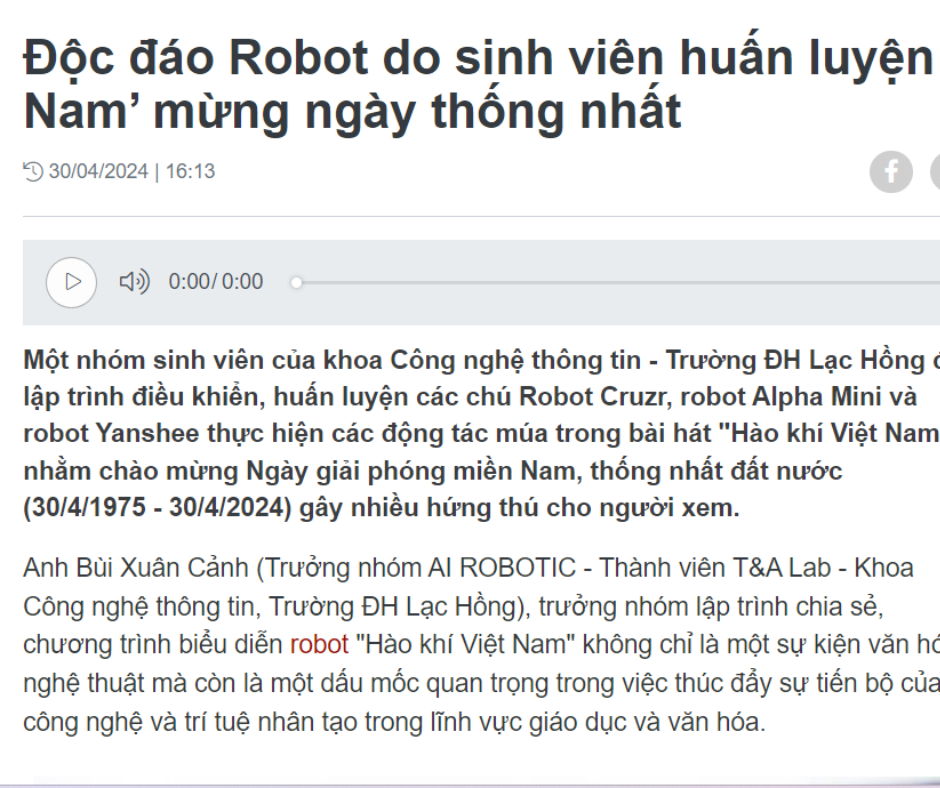 Độc đáo Robot do sinh viên huấn luyện
Nam’ mừng ngày thống nhất
30/04/2024 | 16:13
0:00/ 0:00
Một nhóm sinh viên của khoa Công nghệ thông tin - Trường ĐH Lạc Hồng
lập trình điều khiển, huấn luyện các chú Robot Cruzr, robot Alpha Mini và
robot Yanshee thực hiện các động tác múa trong bài hát "Hào khí Việt Nam
nhằm chào mừng Ngày giải phóng miền Nam, thống nhất đất nước
(30/4/1975 - 30/4/2024) gây nhiều hứng thú cho người xem.
Anh Bùi Xuân Cảnh (Trưởng nhóm AI ROBOTIC - Thành viên T&A Lab - Khoa
Công nghệ thông tin, Trường ĐH Lạc Hồng), trưởng nhóm lập trình chia sẻ,
chương trình biểu diễn robot "Hào khí Việt Nam" không chỉ là một sự kiện văn
nghệ thuật mà còn là một dấu mốc quan trọng trong việc thúc đẩy sự tiến bộ của
công nghệ và trí tuệ nhân tạo trong lĩnh vực giáo dục và văn hóa.